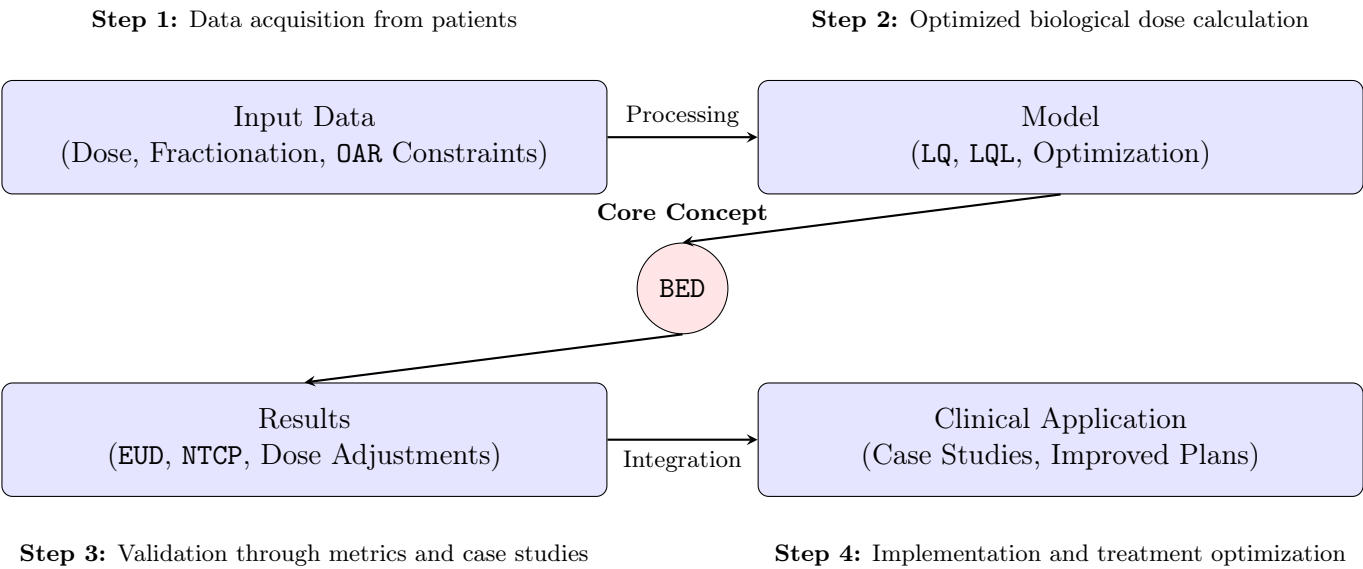 Step 1: Data acquisition from patients
Step 2: Optimized biological dose calculation
Input Data
(Dose, Fractionation, OAR Constraints)
Processing
Model
(LQ, LQL, Optimization)
Core Concept
BED
Results
(EUD, NTCP, Dose Adjustments)
Integration
Clinical Application
(Case Studies, Improved Plans)
Step 3: Validation through metrics and case studies
Step 4: Implementation and treatment optimization